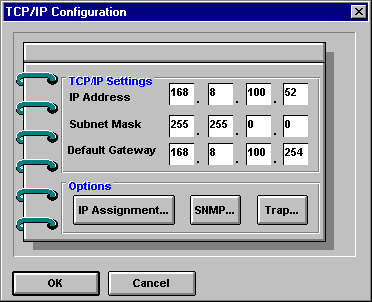 TCP/IP Configuration
TCP/IP Settings
IP Address 168 . 8 . 100 . 52
Subnet Mask 255 . 255 . 0 . 0
Default Gateway 168 . 8 . 100 . 254
Options
IP Assignment... SNMP... Trap...
OK Cancel